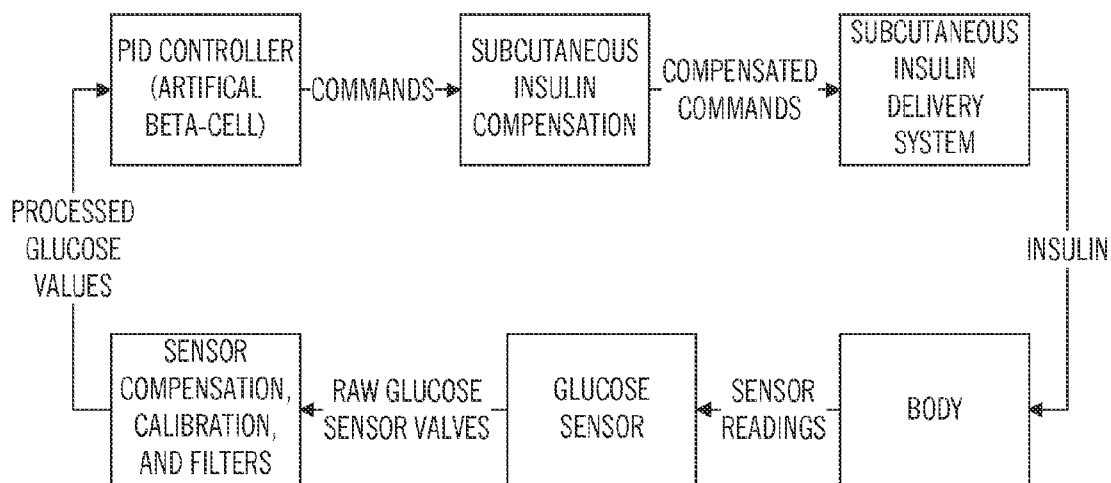 PID CONTROLLER
(ARTIFICAL
BETA-CELL)
COMMANDS
SUBCUTANEOUS
INSULIN
COMPENSATION
COMPENSATED
COMMANDS
SUBCUTANEOUS
INSULIN
DELIVERY
SYSTEM
INSULIN
BODY
SENSOR
READINGS
GLUCOSE
SENSOR
RAW GLUCOSE
SENSOR VALVES
SENSOR
COMPENSATION,
CALIBRATION,
AND FILTERS
PROCESSED
GLUCOSE
VALUES